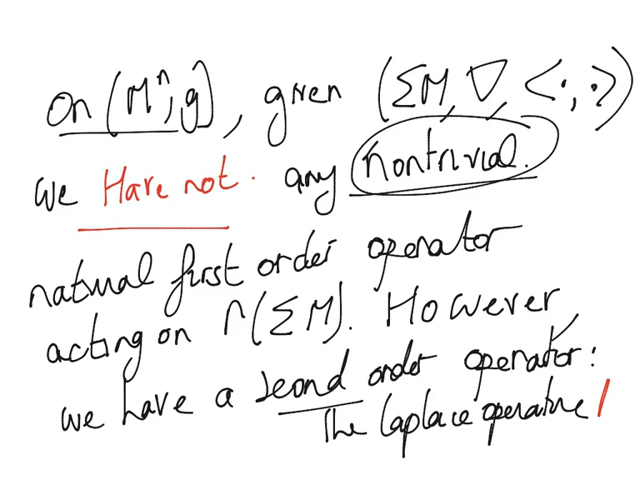 On (Mⁿ, g), given (ΣM, ∇, <·, ·>)
we Have not. any nontrivial.
natural first order operator
acting on Γ(ΣM). However
we have a second order operator:
The Laplace operator